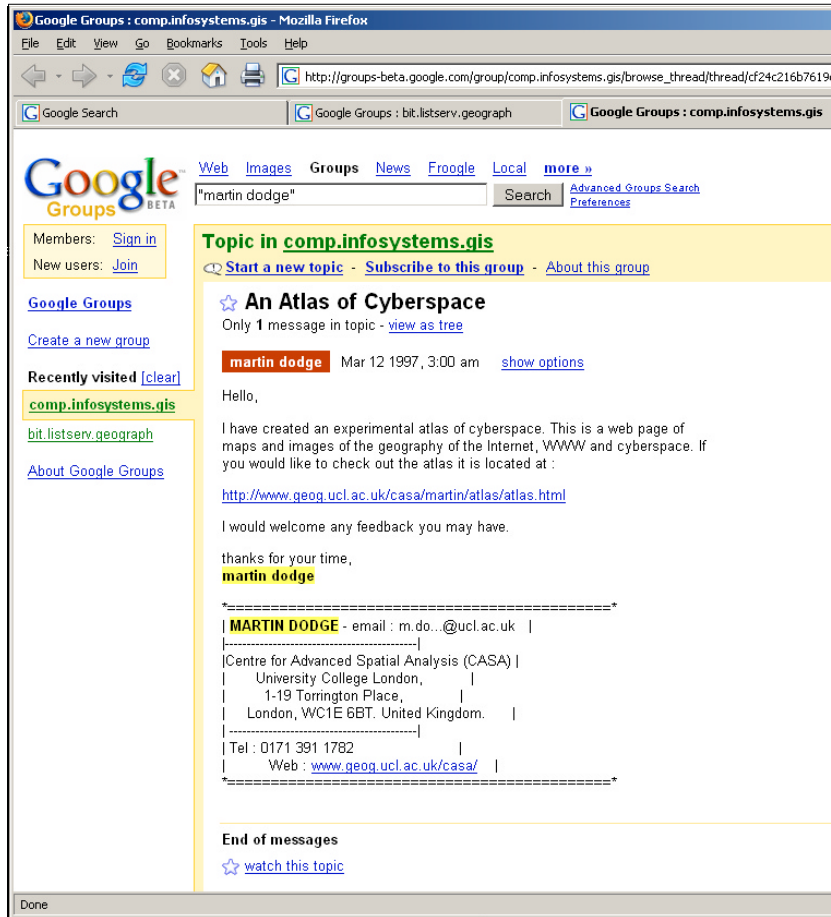 Google Groups : comp.infosystems.gis - Mozilla Firefox
File Edit View Go Bookmarks Tools Help
G http://groups-beta.google.com/group/comp.infosystems.gis/browse_thread/thread/cf24c216b7619
G Google Search
G Google Groups : bit.listserv.geograph
G Google Groups : comp.infosystems.gis
Google Groups BETA
Web Images Groups News Froogle Local more »
"martin dodge" Search Advanced Groups Search
Preferences
Members: Sign in
New users: Join
Google Groups
Create a new group
Recently visited [clear]
comp.infosystems.gis
bit.listserv.geograph
About Google Groups
Topic in comp.infosystems.gis
Start a new topic - Subscribe to this group - About this group
An Atlas of Cyberspace
Only 1 message in topic - view as tree
martin dodge Mar 12 1997, 3:00 am show options
Hello,
I have created an experimental atlas of cyberspace. This is a web page of
maps and images of the geography of the Internet, WWW and cyberspace. If
you would like to check out the atlas it is located at :
http://www.geog.ucl.ac.uk/casa/martin/atlas/atlas.html
I would welcome any feedback you may have.
thanks for your time,
martin dodge
*============================================*
| MARTIN DODGE - email : m.do...@ucl.ac.uk |
|--------------------------------------------|
|Centre for Advanced Spatial Analysis (CASA) |
| University College London, |
| 1-19 Torrington Place, |
| London, WC1E 6BT. United Kingdom. |
| -------------------------------------------|
| Tel : 0171 391 1782 |
| Web : www.geog.ucl.ac.uk/casa/ |
*============================================*
End of messages
watch this topic
Done